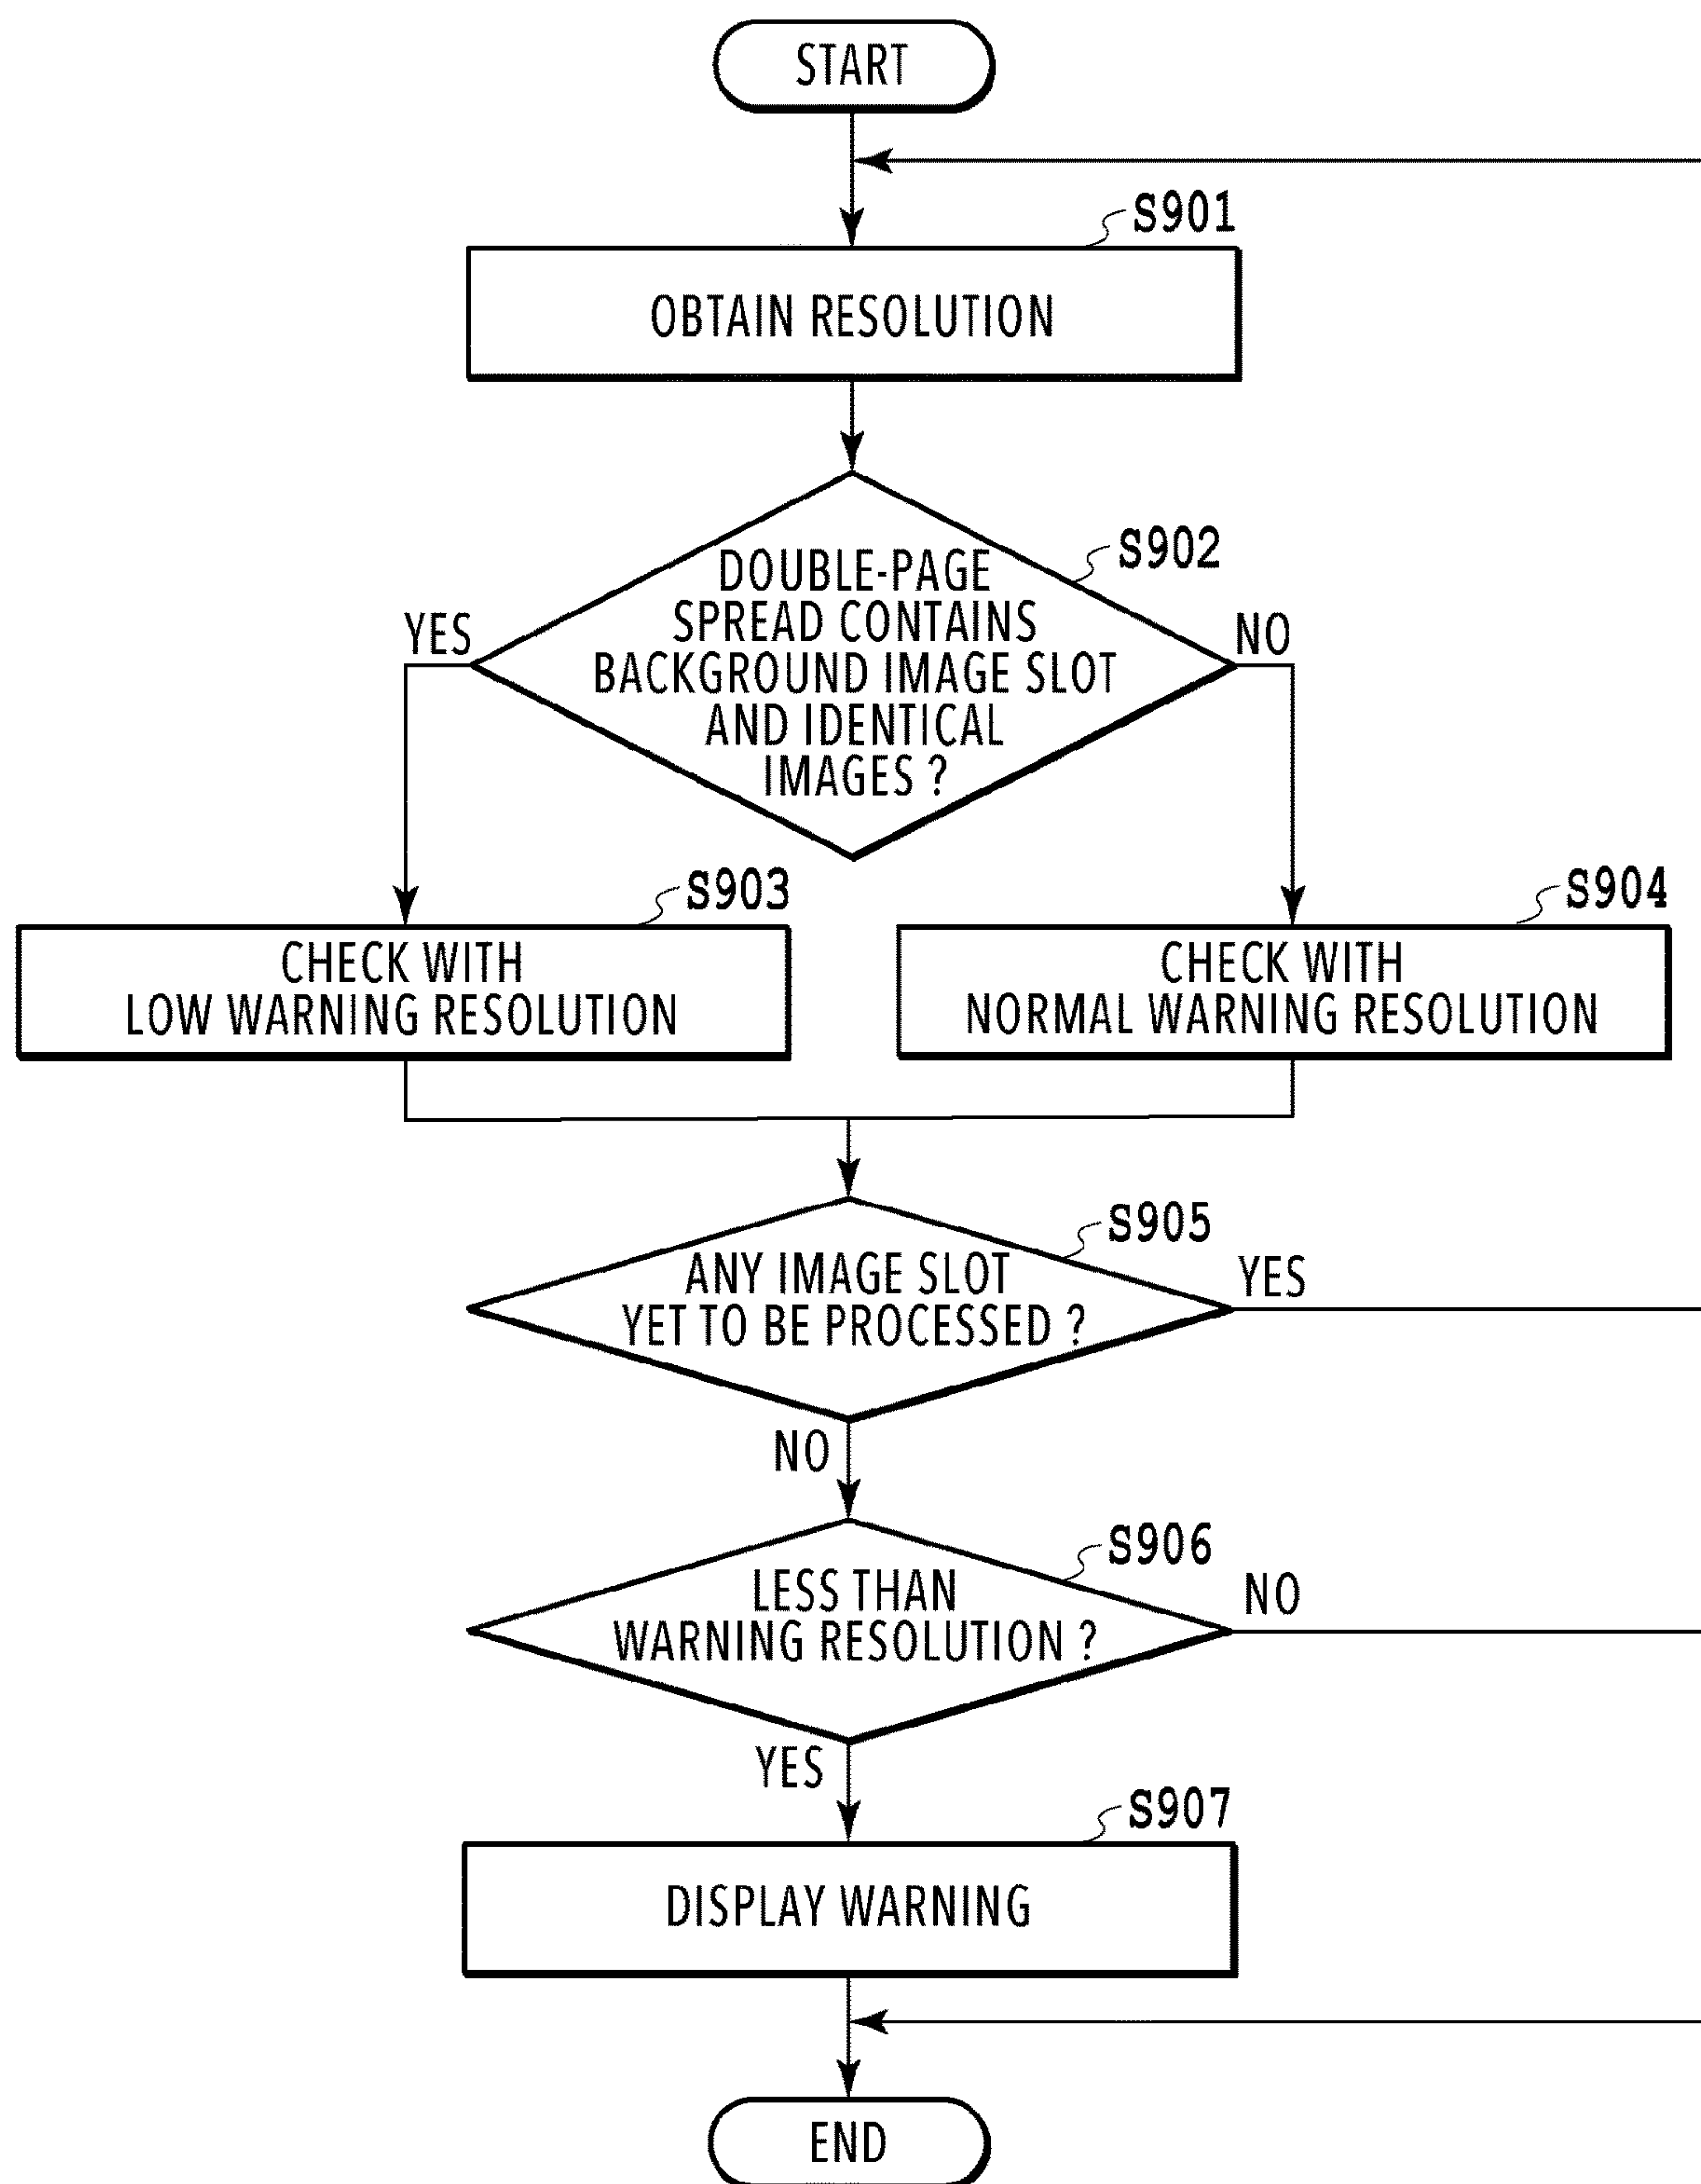 START
S901
OBTAIN RESOLUTION
S902
DOUBLE-PAGE
SPREAD CONTAINS
BACKGROUND IMAGE SLOT
AND IDENTICAL
IMAGES ?
YES
NO
S903
CHECK WITH
LOW WARNING RESOLUTION
S904
CHECK WITH
NORMAL WARNING RESOLUTION
S905
ANY IMAGE SLOT
YET TO BE PROCESSED ?
YES
NO
S906
LESS THAN
WARNING RESOLUTION ?
NO
YES
S907
DISPLAY WARNING
END